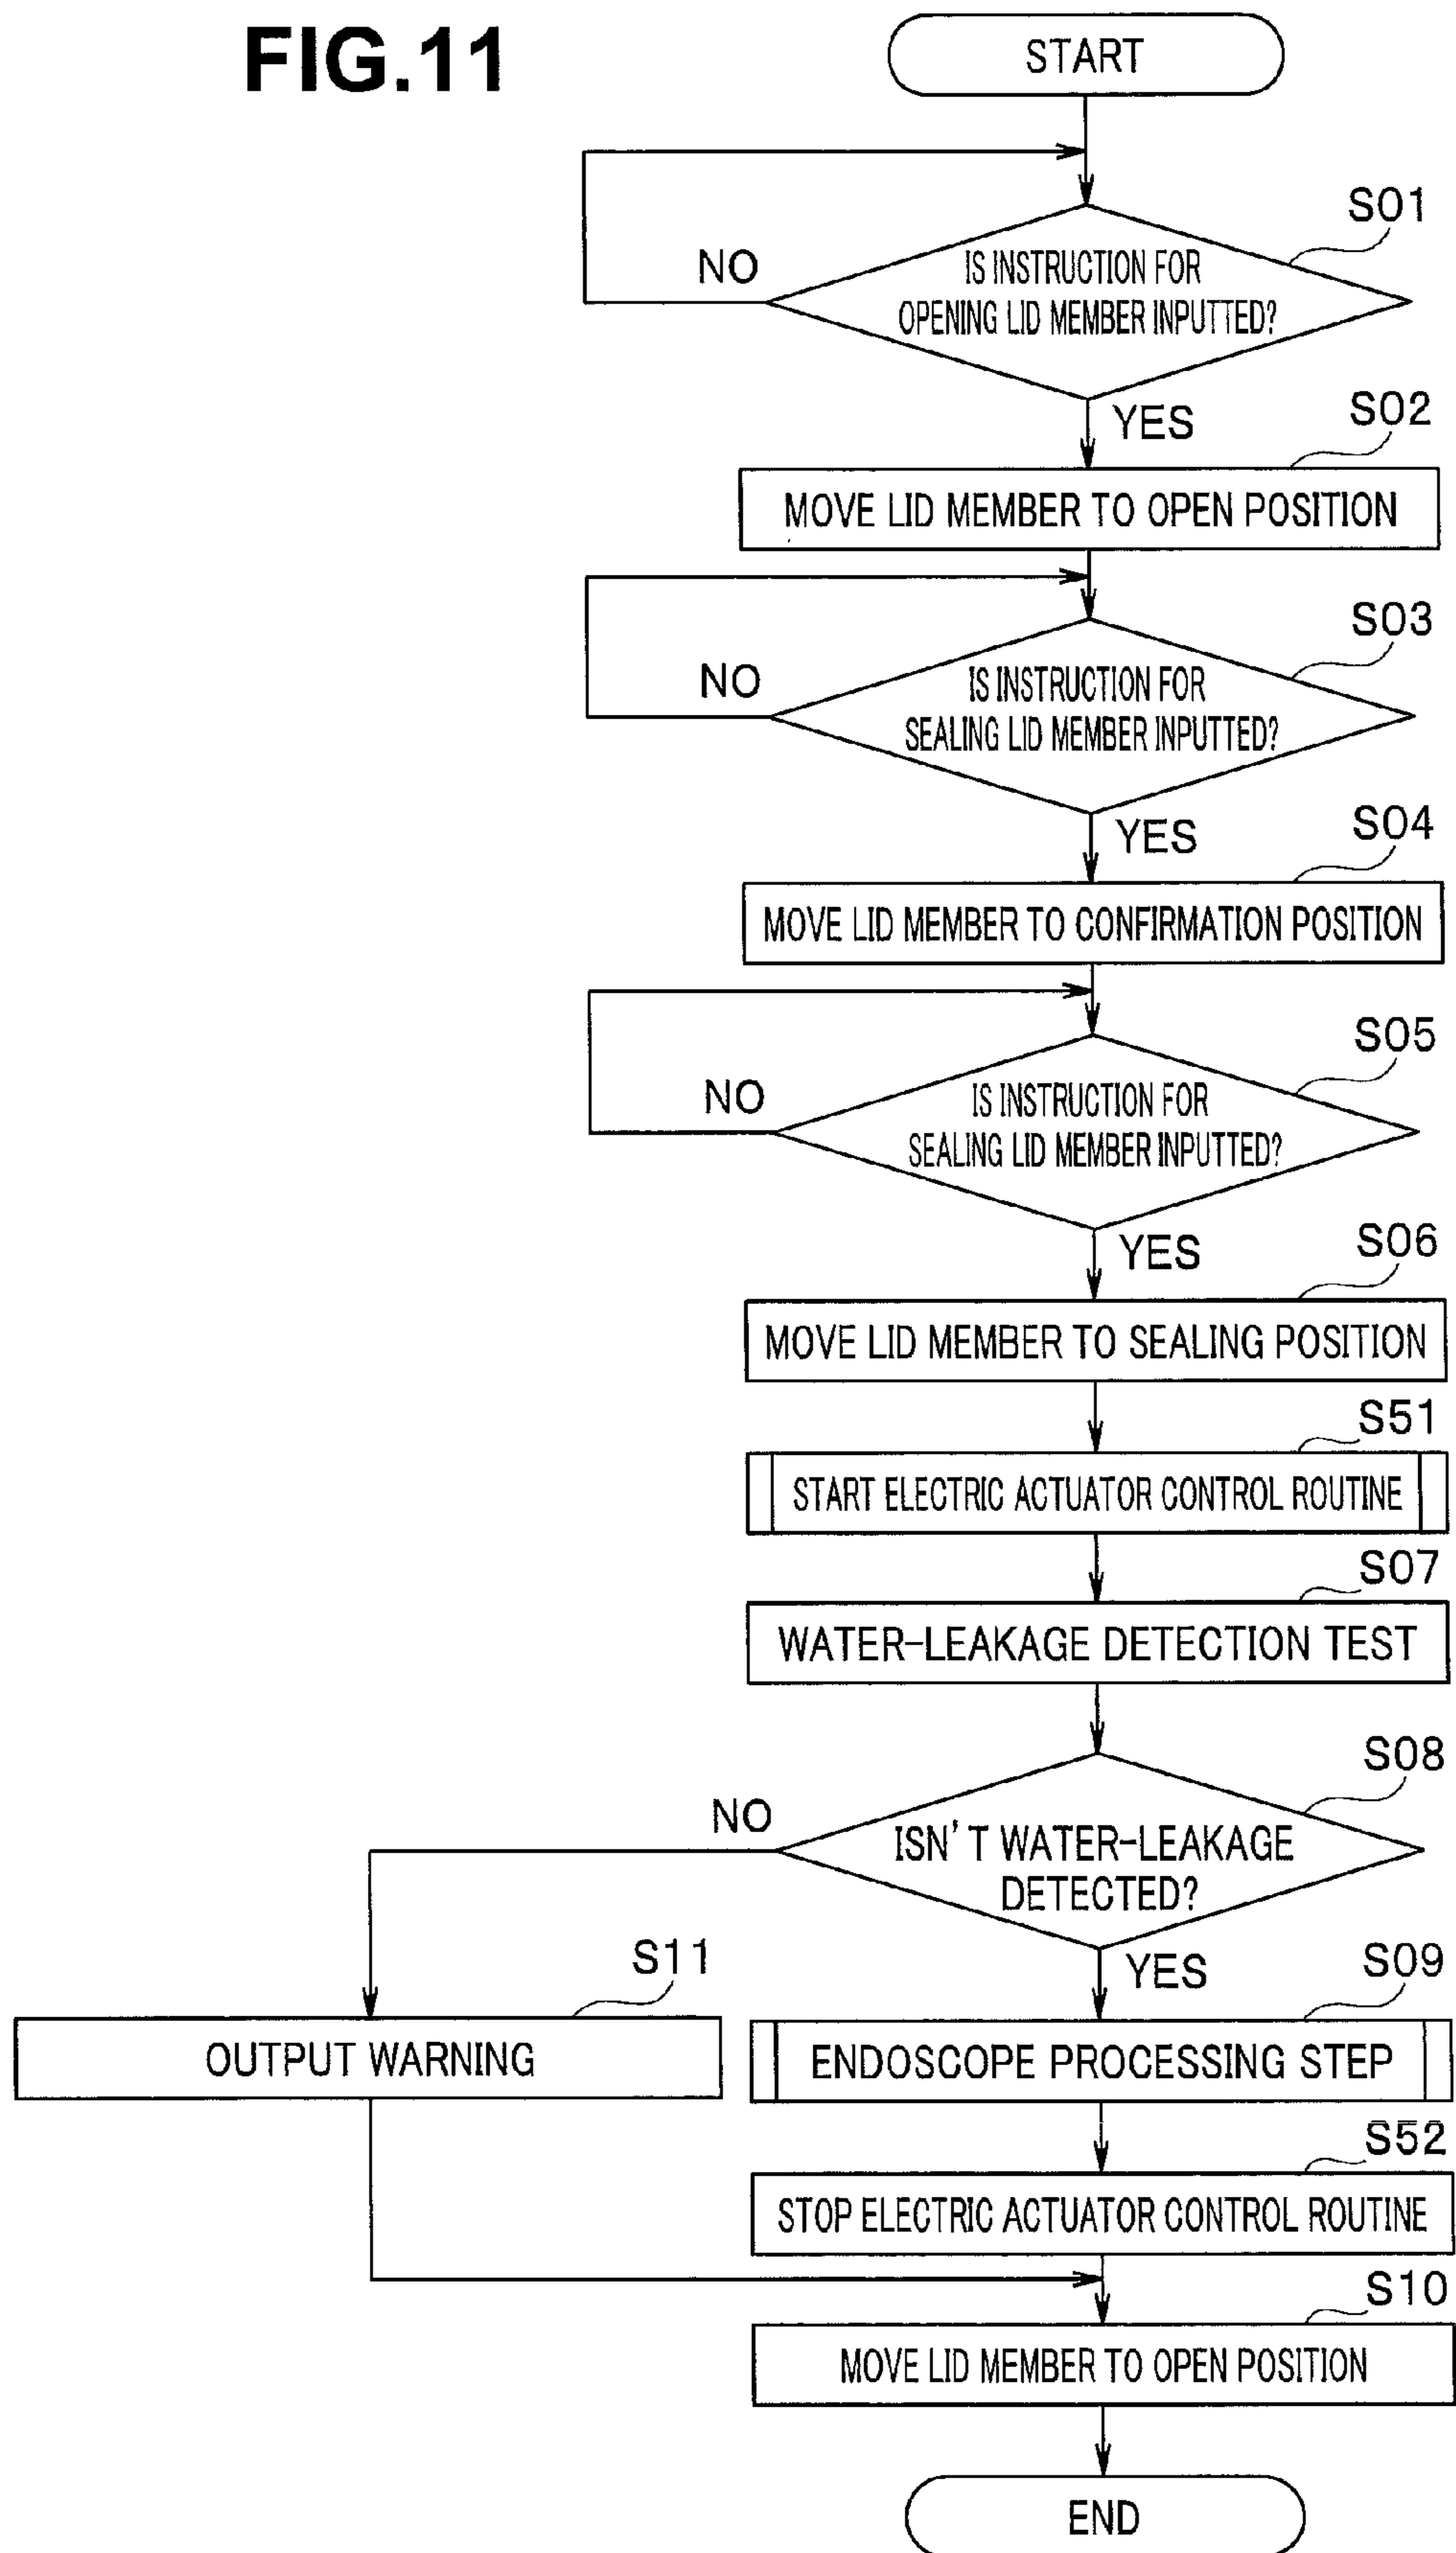 FIG.11
START
S01
NO
IS INSTRUCTION FOR
OPENING LID MEMBER INPUTTED?
YES
S02
MOVE LID MEMBER TO OPEN POSITION
S03
NO
IS INSTRUCTION FOR
SEALING LID MEMBER INPUTTED?
YES
S04
MOVE LID MEMBER TO CONFIRMATION POSITION
S05
NO
IS INSTRUCTION FOR
SEALING LID MEMBER INPUTTED?
YES
S06
MOVE LID MEMBER TO SEALING POSITION
S51
START ELECTRIC ACTUATOR CONTROL ROUTINE
S07
WATER-LEAKAGE DETECTION TEST
S08
NO
ISN'T WATER-LEAKAGE
DETECTED?
YES
S11
S09
OUTPUT WARNING
ENDOSCOPE PROCESSING STEP
S52
STOP ELECTRIC ACTUATOR CONTROL ROUTINE
S10
MOVE LID MEMBER TO OPEN POSITION
END